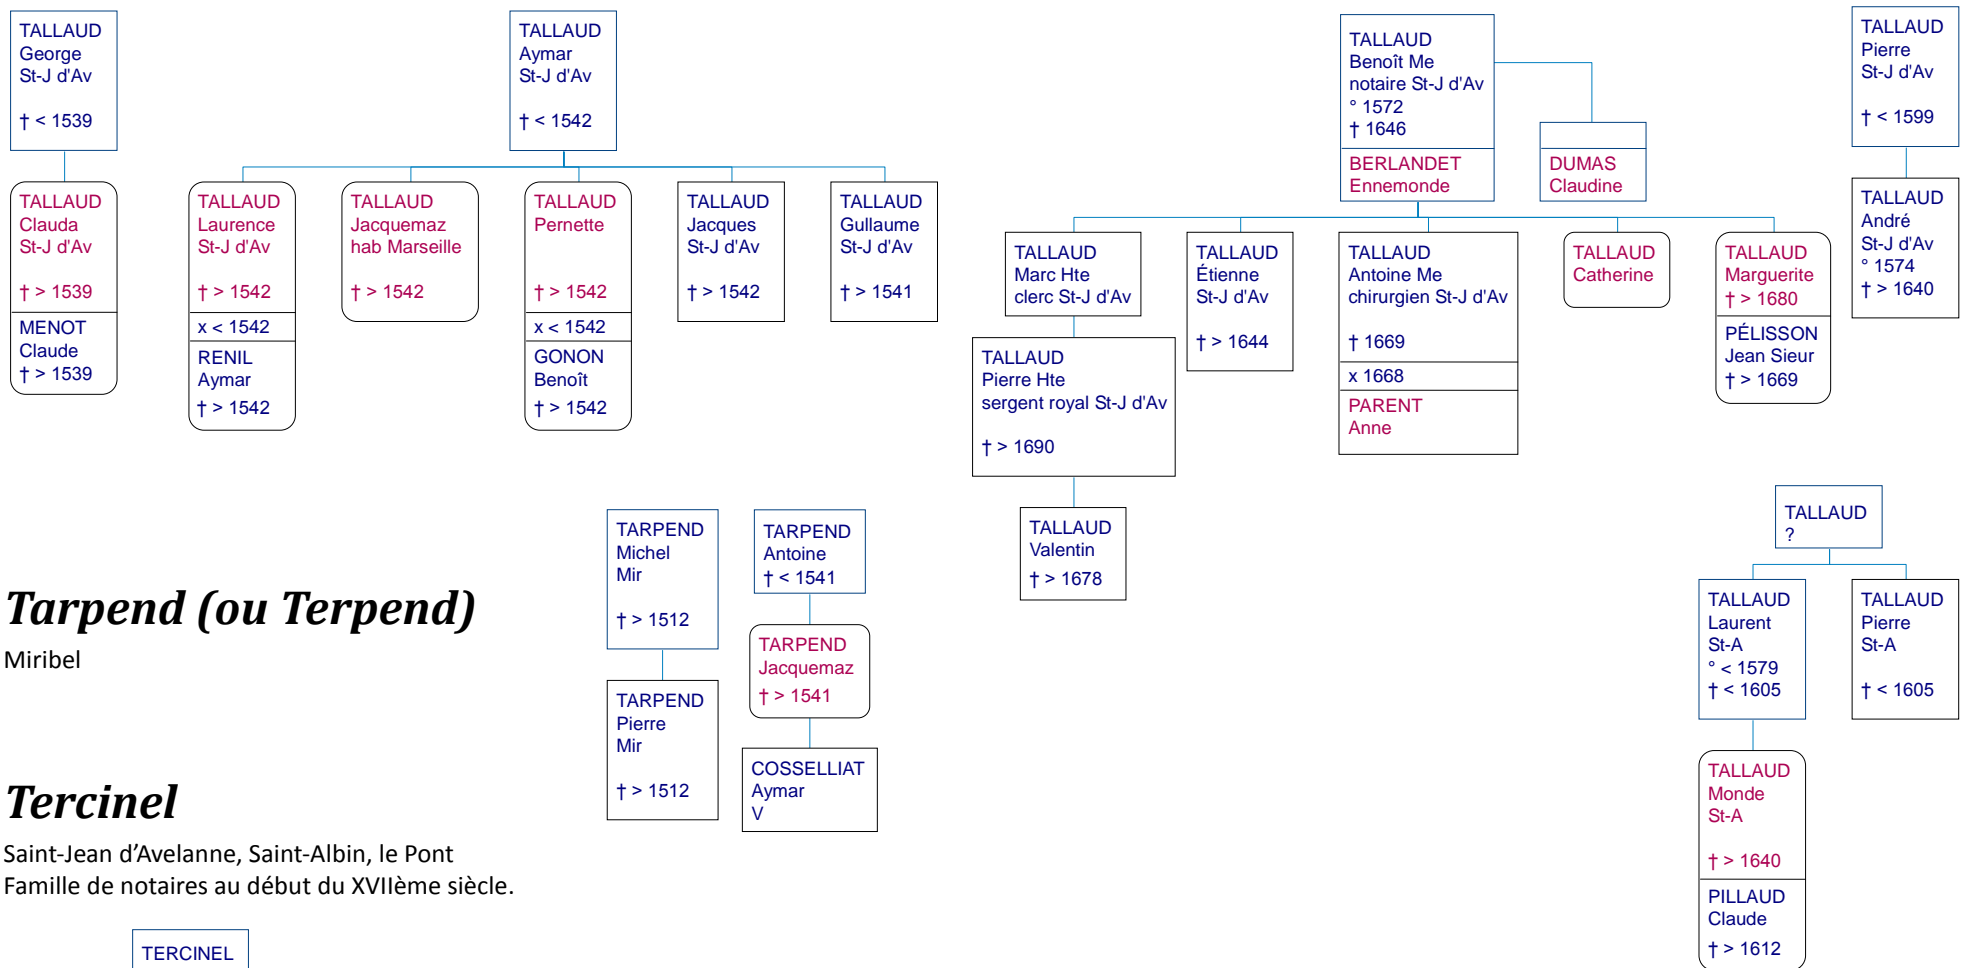 TALLAUD
George
St-J d'Av
† < 1539
TALLAUD
Clauda
St-J d'Av
† > 1539
MENOT
Claude
† > 1539
TALLAUD
Aymar
St-J d'Av
† < 1542
TALLAUD
Laurence
St-J d'Av
† > 1542
x < 1542
RENIL
Aymar
† > 1542
TALLAUD
Jacquemaz
hab Marseille
† > 1542
TALLAUD
Pernette
† > 1542
x < 1542
GONON
Benoît
† > 1542
TALLAUD
Jacques
St-J d'Av
† > 1542
TALLAUD
Gullaume
St-J d'Av
† > 1541
TALLAUD
Benoît Me
notaire St-J d'Av
° 1572
† 1646
BERLANDET
Ennemonde
DUMAS
Claudine
TALLAUD
Marc Hte
clerc St-J d'Av
TALLAUD
Pierre Hte
sergent royal St-J d'Av
† > 1690
TALLAUD
Valentin
† > 1678
TALLAUD
Étienne
St-J d'Av
† > 1644
TALLAUD
Antoine Me
chirurgien St-J d'Av
† 1669
x 1668
PARENT
Anne
TALLAUD
Catherine
TALLAUD
Marguerite
† > 1680
PÉLISSON
Jean Sieur
† > 1669
TALLAUD
Pierre
St-J d'Av
† < 1599
TALLAUD
André
St-J d'Av
° 1574
† > 1640
TALLAUD
?
TALLAUD
Laurent
St-A
° < 1579
† < 1605
TALLAUD
Pierre
St-A
† < 1605
TALLAUD
Monde
St-A
† > 1640
PILLAUD
Claude
† > 1612
Tarpend (ou Terpend)
Miribel
TARPEND
Michel
Mir
† > 1512
TARPEND
Pierre
Mir
† > 1512
TARPEND
Antoine
† < 1541
TARPEND
Jacquemaz
† > 1541
COSSELLIAT
Aymar
V
Tercinel
Saint-Jean d’Avelanne, Saint-Albin, le Pont
Famille de notaires au début du XVIIème siècle.
TERCINEL